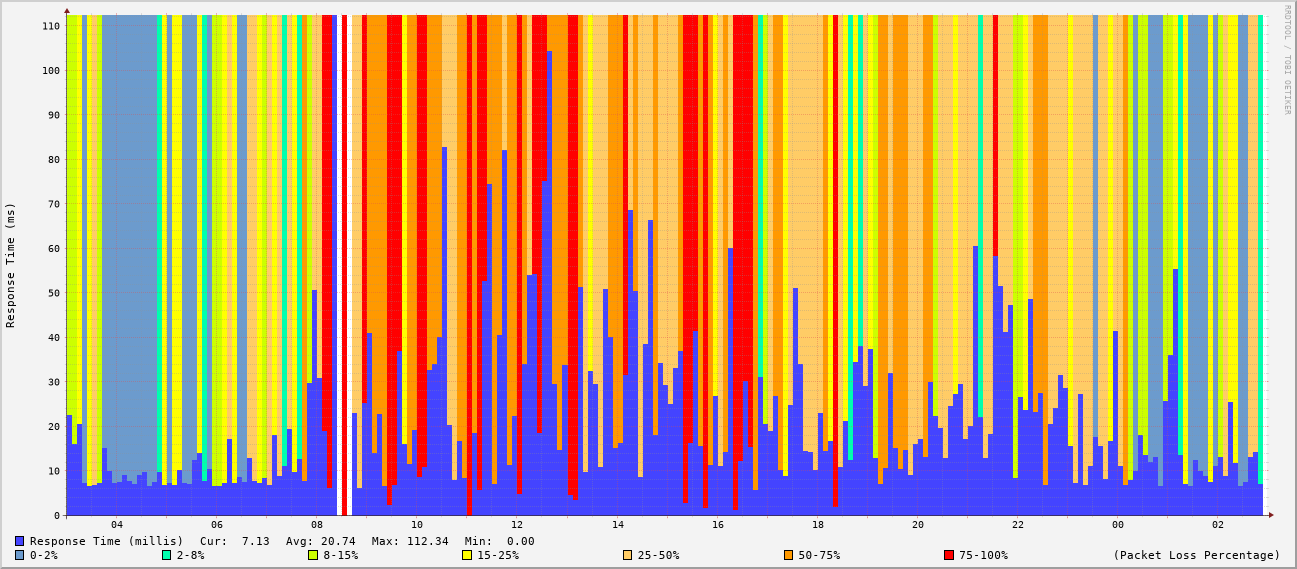 RRDTOOL / TOBI OETIKER
Response Time (ms)
110
100
90
80
70
60
50
40
30
20
10
0
04 06 08 10 12 14 16 18 20 22 00 02
Response Time (millis) Cur: 7.13 Avg: 20.74 Max: 112.34 Min: 0.00
0-2% 2-8% 8-15% 15-25% 25-50% 50-75% 75-100% (Packet Loss Percentage)